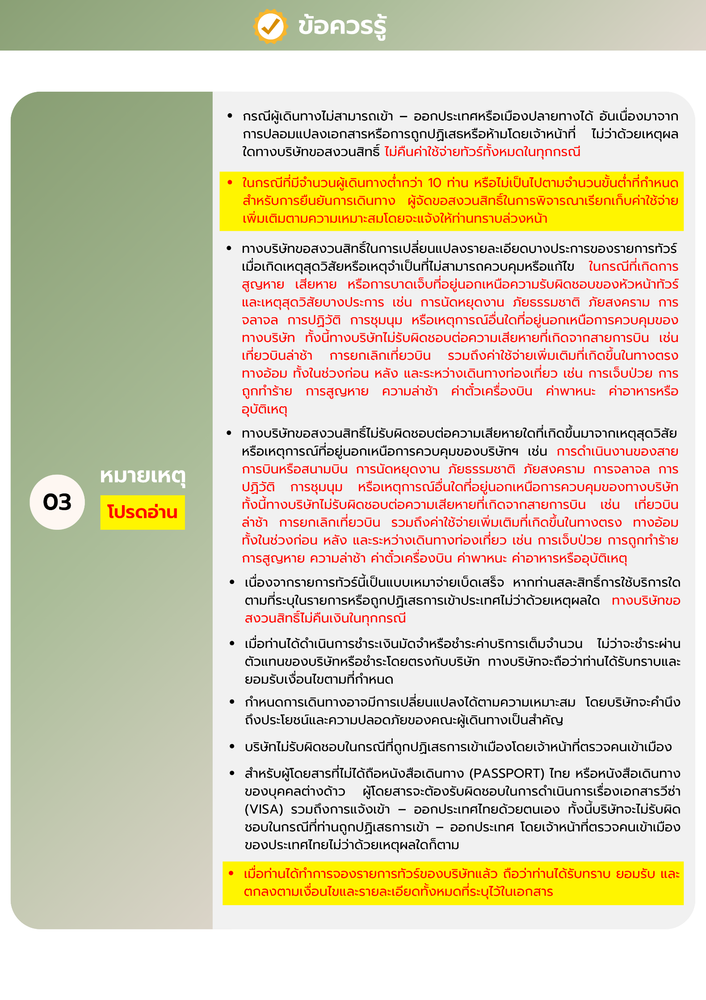 ข้อควรรู้
03
หมายเหตุ
โปรดอ่าน
• กรณีผู้เดินทางไม่สามารถเข้า – ออกประเทศหรือเมืองปลายทางได้ อันเนื่องมาจาก
การปลอมแปลงเอกสารหรือการถูกปฏิเสธหรือห้ามโดยเจ้าหน้าที่ ไม่ว่าด้วยเหตุผล
ใดทางบริษัทขอสงวนสิทธิ์ ไม่คืนค่าใช้จ่ายทัวร์ทั้งหมดในทุกกรณี
• ในกรณีที่มีจำนวนผู้เดินทางต่ำกว่า 10 ท่าน หรือไม่เป็นไปตามจำนวนขั้นต่ำที่กำหนด
สำหรับการยืนยันการเดินทาง ผู้จัดขอสงวนสิทธิ์ในการพิจารณาเรียกเก็บค่าใช้จ่าย
เพิ่มเติมตามความเหมาะสมโดยจะแจ้งให้ท่านทราบล่วงหน้า
• ทางบริษัทขอสงวนสิทธิ์ในการเปลี่ยนแปลงรายละเอียดบางประการของรายการทัวร์
เมื่อเกิดเหตุสุดวิสัยหรือเหตุจำเป็นที่ไม่สามารถควบคุมหรือแก้ไข ในกรณีที่เกิดการ
สูญหาย เสียหาย หรือการบาดเจ็บที่อยู่นอกเหนือความรับผิดชอบของหัวหน้าทัวร์
และเหตุสุดวิสัยบางประการ เช่น การนัดหยุดงาน ภัยธรรมชาติ ภัยสงคราม การ
จลาจล การปฏิวัติ การชุมนุม หรือเหตุการณ์อื่นใดที่อยู่นอกเหนือการควบคุมของ
ทางบริษัท ทั้งนี้ทางบริษัทไม่รับผิดชอบต่อความเสียหายที่เกิดจากสายการบิน เช่น
เที่ยวบินล่าช้า การยกเลิกเที่ยวบิน รวมถึงค่าใช้จ่ายเพิ่มเติมที่เกิดขึ้นในทางตรง
ทางอ้อม ทั้งในช่วงก่อน หลัง และระหว่างเดินทางท่องเที่ยว เช่น การเจ็บป่วย การ
ถูกทำร้าย การสูญหาย ความล่าช้า ค่าตั๋วเครื่องบิน ค่าพาหนะ ค่าอาหารหรือ
อุบัติเหตุ
• ทางบริษัทขอสงวนสิทธิ์ไม่รับผิดชอบต่อความเสียหายใดที่เกิดขึ้นมาจากเหตุสุดวิสัย
หรือเหตุการณ์ที่อยู่นอกเหนือการควบคุมของบริษัทฯ เช่น การดำเนินงานของสาย
การบินหรือสนามบิน การนัดหยุดงาน ภัยธรรมชาติ ภัยสงคราม การจลาจล การ
ปฏิวัติ การชุมนุม หรือเหตุการณ์อื่นใดที่อยู่นอกเหนือการควบคุมของทางบริษัท
ทั้งนี้ทางบริษัทไม่รับผิดชอบต่อความเสียหายที่เกิดจากสายการบิน เช่น เที่ยวบิน
ล่าช้า การยกเลิกเที่ยวบิน รวมถึงค่าใช้จ่ายเพิ่มเติมที่เกิดขึ้นในทางตรง ทางอ้อม
ทั้งในช่วงก่อน หลัง และระหว่างเดินทางท่องเที่ยว เช่น การเจ็บป่วย การถูกทำร้าย
การสูญหาย ความล่าช้า ค่าตั๋วเครื่องบิน ค่าพาหนะ ค่าอาหารหรืออุบัติเหตุ
• เนื่องจากรายการทัวร์นี้เป็นแบบเหมาจ่ายเบ็ดเสร็จ หากท่านสละสิทธิ์การใช้บริการใด
ตามที่ระบุในรายการหรือถูกปฏิเสธการเข้าประเทศไม่ว่าด้วยเหตุผลใด ทางบริษัทขอ
สงวนสิทธิ์ไม่คืนเงินในทุกกรณี
• เมื่อท่านได้ดำเนินการชำระเงินมัดจำหรือชำระค่าบริการเต็มจำนวน ไม่ว่าจะชำระผ่าน
ตัวแทนของบริษัทหรือชำระโดยตรงกับบริษัท ทางบริษัทจะถือว่าท่านได้รับทราบและ
ยอมรับเงื่อนไขตามที่กำหนด
• กำหนดการเดินทางอาจมีการเปลี่ยนแปลงได้ตามความเหมาะสม โดยบริษัทจะคำนึง
ถึงประโยชน์และความปลอดภัยของคณะผู้เดินทางเป็นสำคัญ
• บริษัทไม่รับผิดชอบในกรณีที่ถูกปฏิเสธการเข้าเมืองโดยเจ้าหน้าที่ตรวจคนเข้าเมือง
• สำหรับผู้โดยสารที่ไม่ได้ถือหนังสือเดินทาง (PASSPORT) ไทย หรือหนังสือเดินทาง
ของบุคคลต่างด้าว ผู้โดยสารจะต้องรับผิดชอบในการดำเนินการเรื่องเอกสารวีซ่า
(VISA) รวมถึงการแจ้งเข้า – ออกประเทศไทยด้วยตนเอง ทั้งนี้บริษัทจะไม่รับผิด
ชอบในกรณีที่ท่านถูกปฏิเสธการเข้า – ออกประเทศ โดยเจ้าหน้าที่ตรวจคนเข้าเมือง
ของประเทศไทยไม่ว่าด้วยเหตุผลใดก็ตาม
• เมื่อท่านได้ทำการจองรายการทัวร์ของบริษัทแล้ว ถือว่าท่านได้รับทราบ ยอมรับ และ
ตกลงตามเงื่อนไขและรายละเอียดทั้งหมดที่ระบุไว้ในเอกสาร